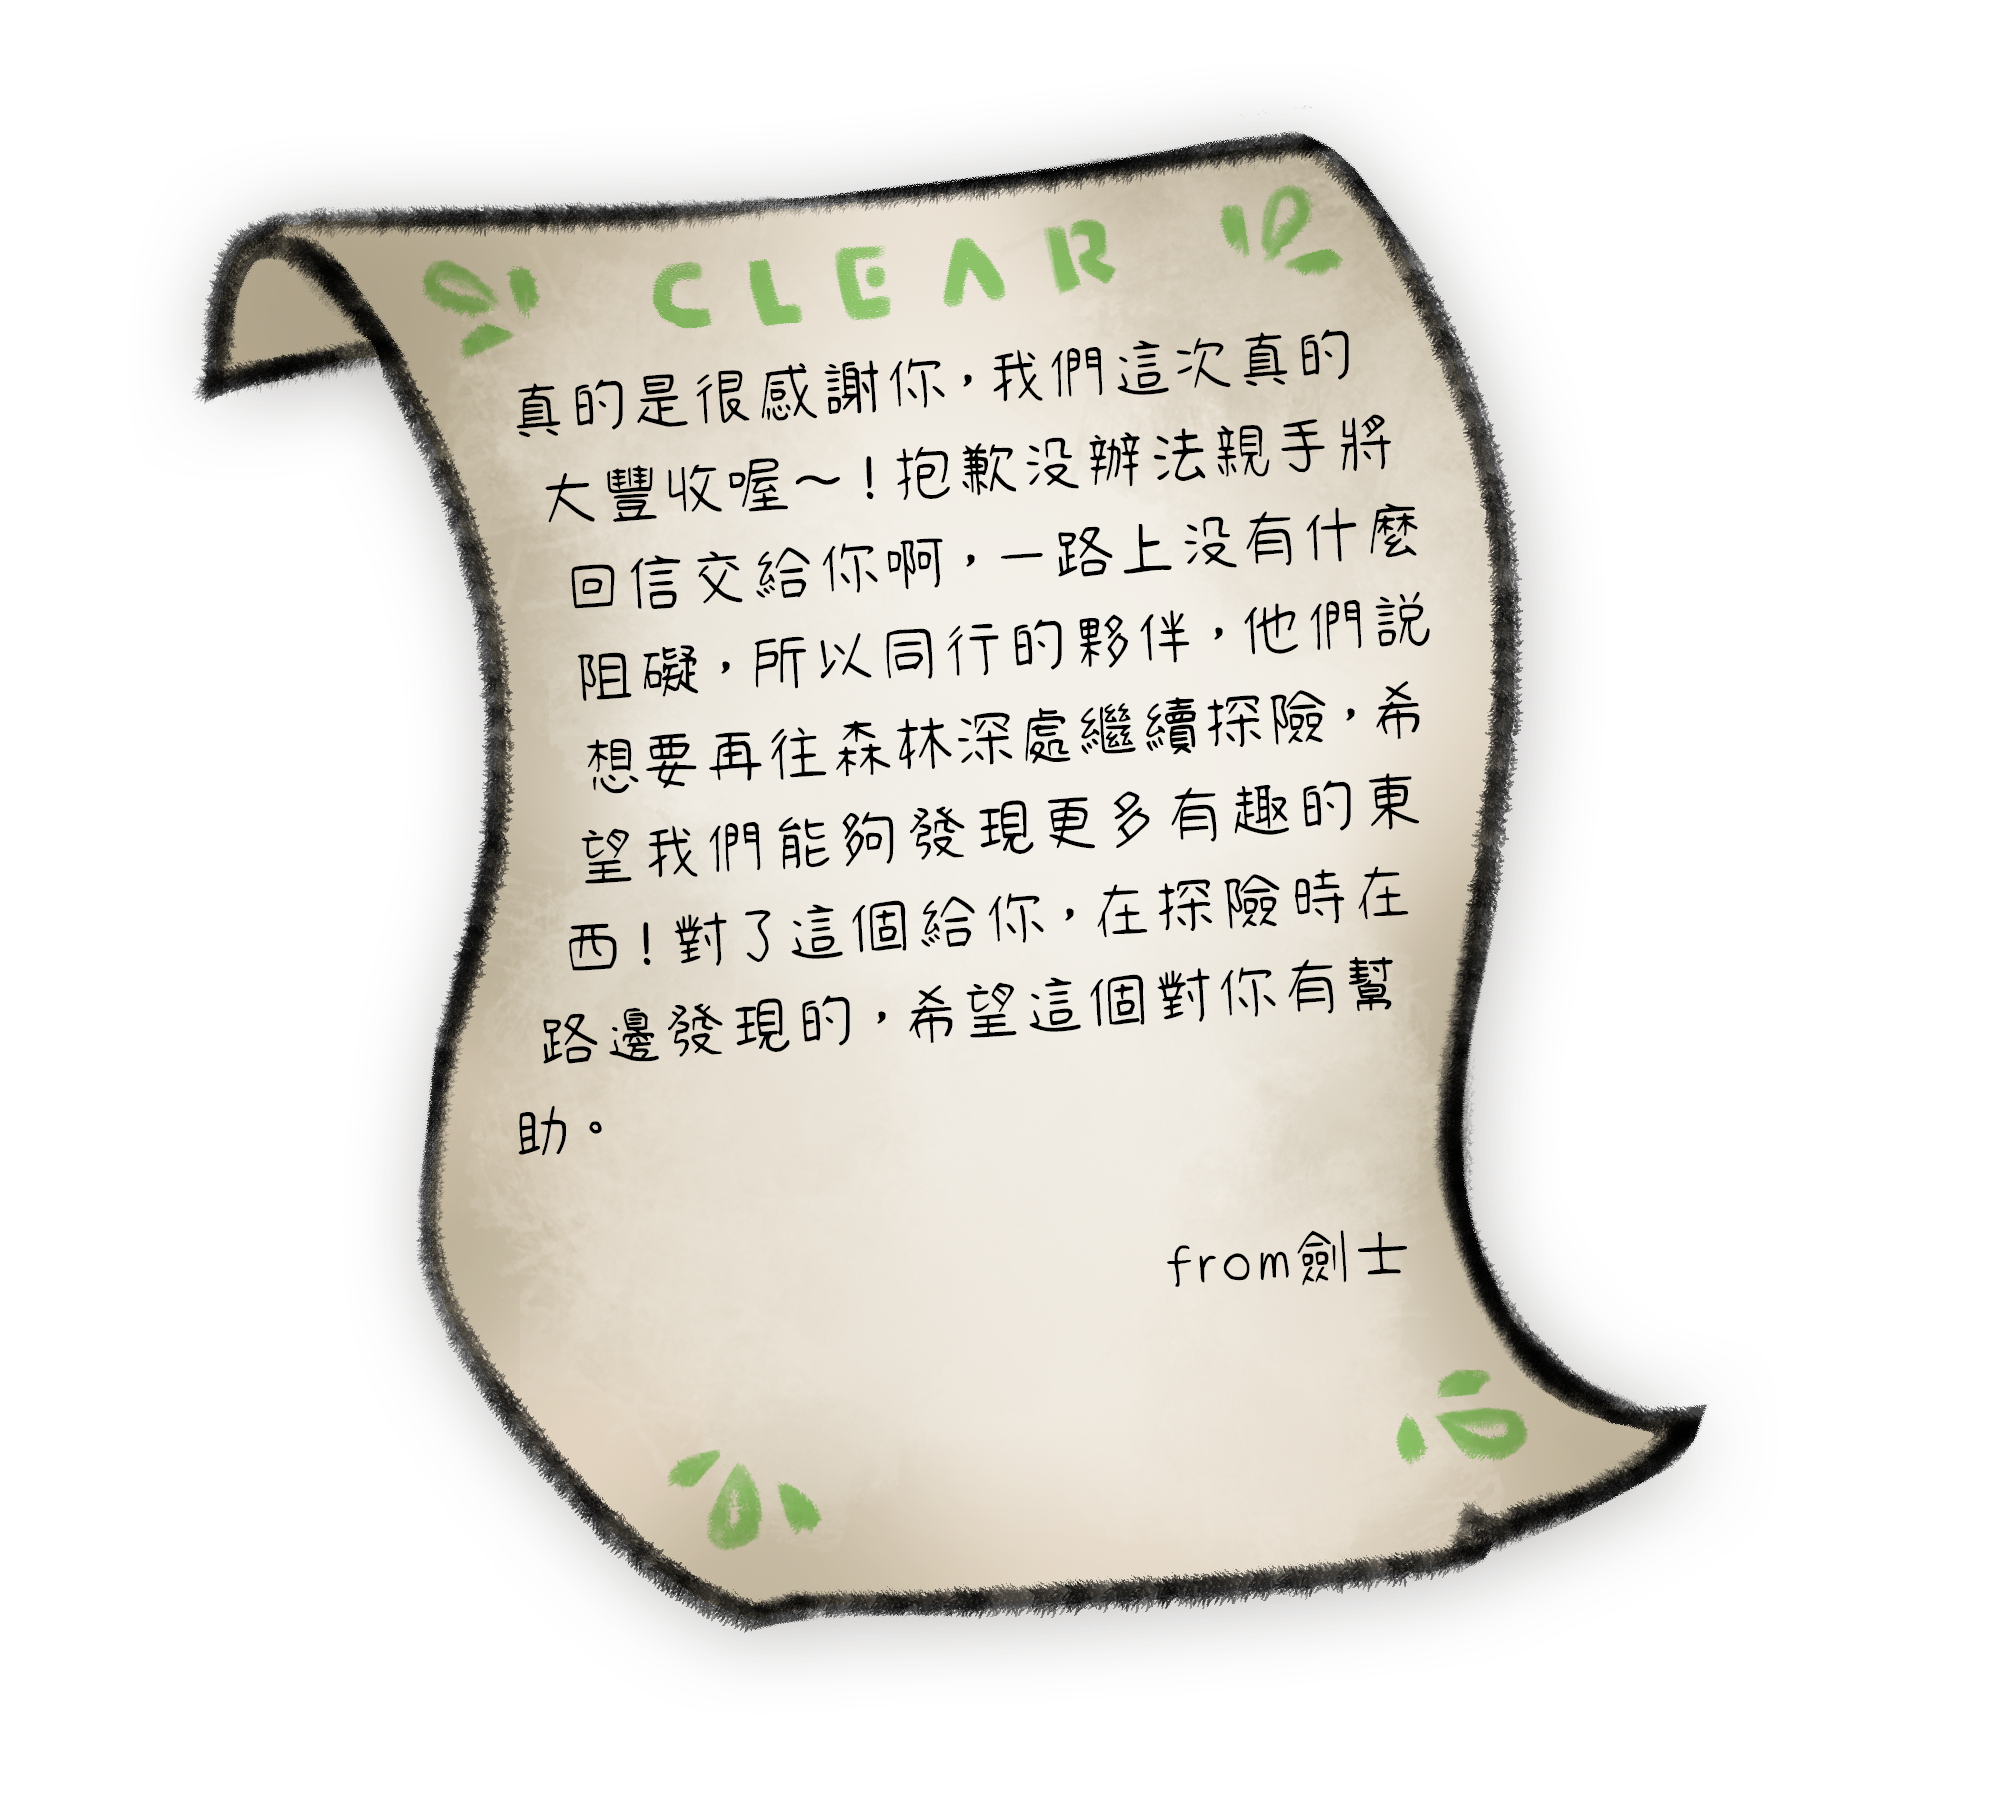 CLEAR
真的是很感謝你，我們這次真的
大豐收喔～！抱歉没辦法親手將
回信交給你啊，一路上没有什麼
阻礙，所以同行的夥伴，他們説
想要再往森林深處繼續探險，希
望我們能夠發現更多有趣的東
西！對了這個給你，在探險時在
路邊發現的，希望這個對你有幫
助。
from劍士